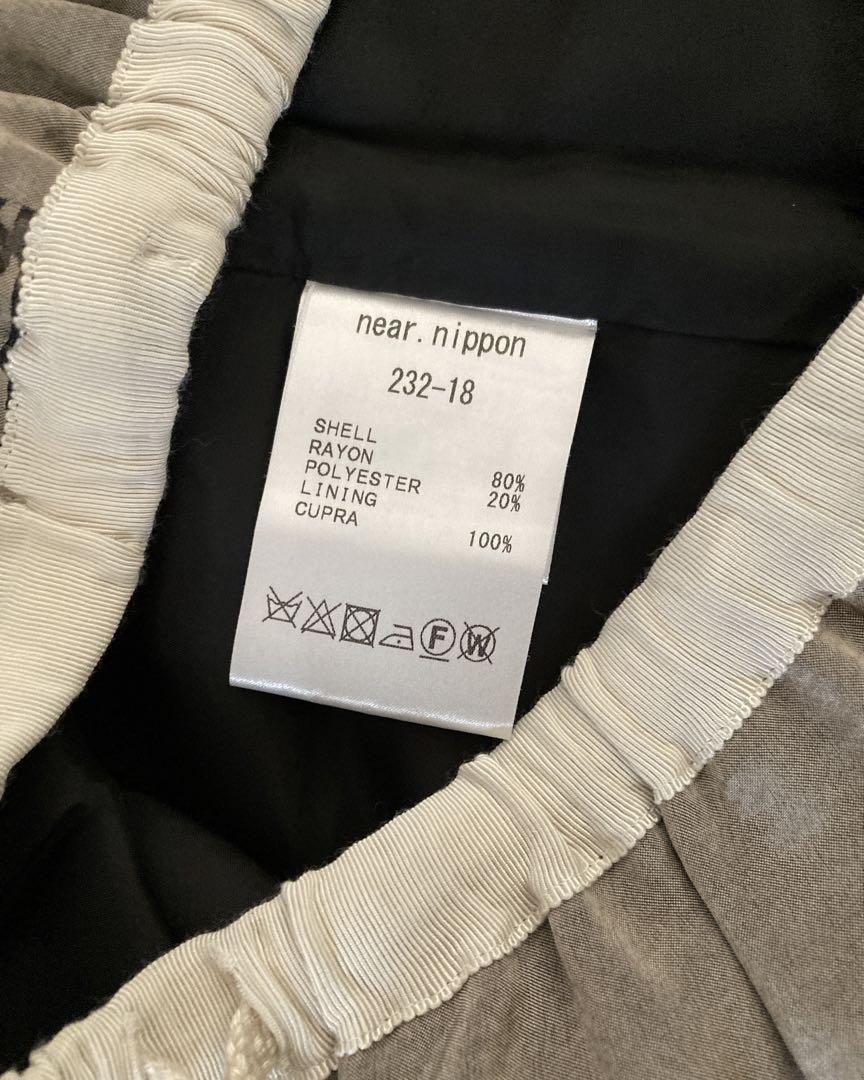 near.nippon
232-18
SHELL
RAYON 80%
POLYESTER 20%
LINING
CUPRA 100%
F W